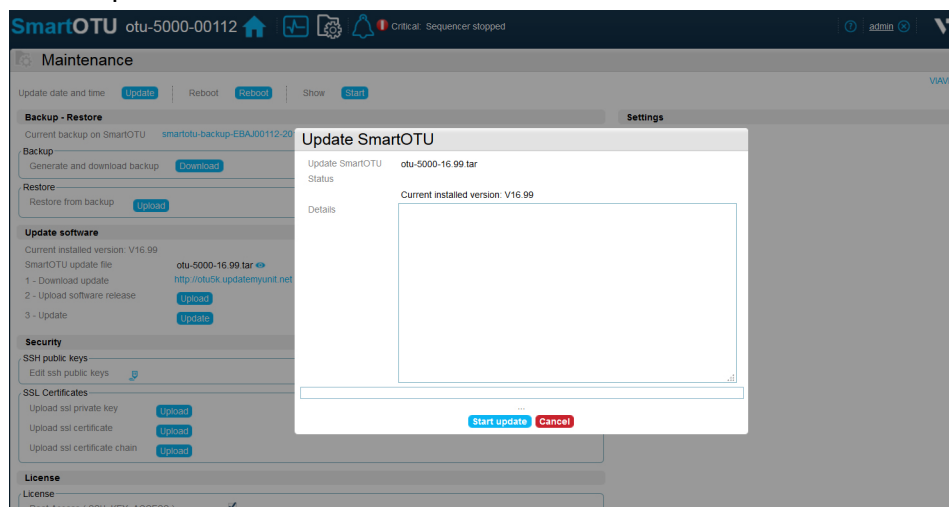 SmartOTU otu-5000-00112 Critical: Sequencer stopped admin
Maintenance
VIAVI
Update date and time Update Reboot Reboot Show Start
Backup - Restore
Settings
Current backup on SmartOTU smartotu-backup-EBAJ00112-20
Backup
Generate and download backup Download
Restore
Restore from backup Upload
Update software
Current installed version: V16.99
SmartOTU update file otu-5000-16.99.tar
1 - Download update http://otu5k.updatemyunit.net
2 - Upload software release Upload
3 - Update Update
Security
SSH public keys
Edit ssh public keys
SSL Certificates
Upload ssl private key Upload
Upload ssl certificate Upload
Upload ssl certificate chain Upload
License
License
Update SmartOTU
Update SmartOTU otu-5000-16.99.tar
Status
Current installed version: V16.99
Details
...
Start update Cancel